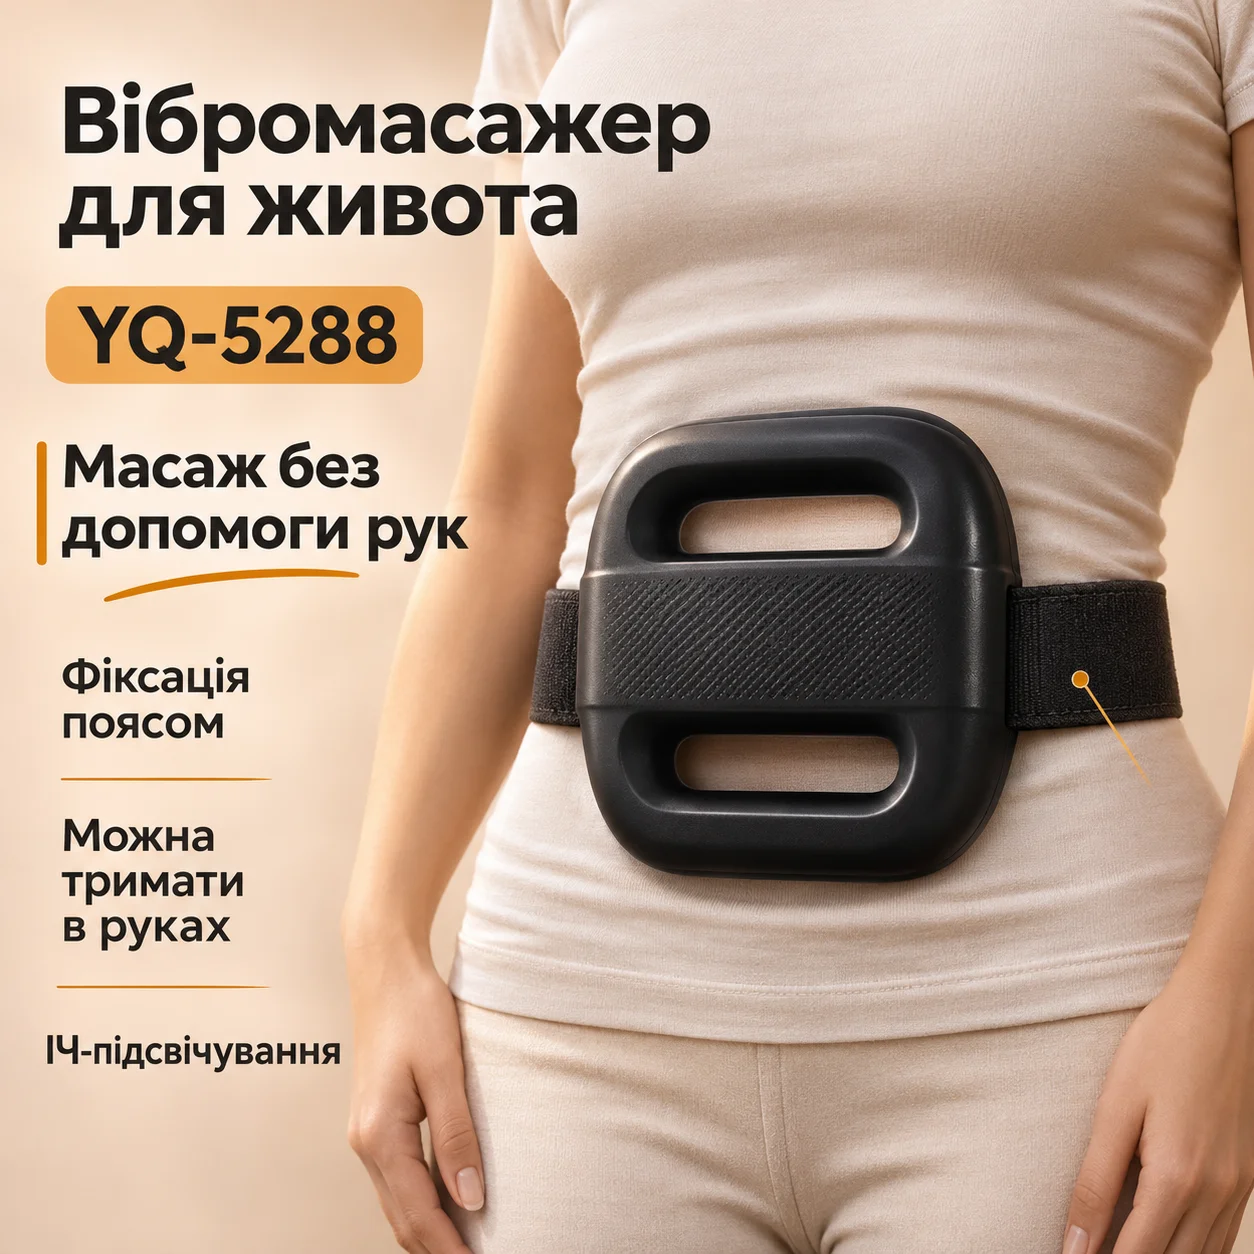 Вібромасажер
для живота
YQ-5288
Масаж без
допомоги рук
Фіксація
поясом
Можна
тримати
в руках
ІЧ-підсвічування